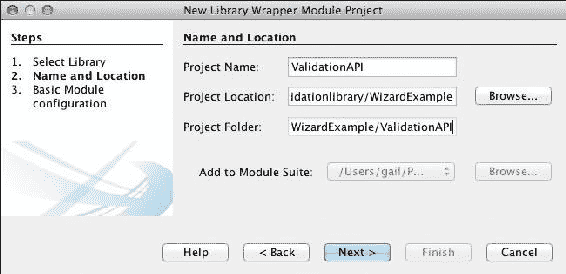 New Library Wrapper Module Project
Steps
1. Select Library
2. Name and Location
3. Basic Module
configuration
Name and Location
Project Name: ValidationAPI
Project Location: idationlibrary/WizardExample Browse...
Project Folder: WizardExample/ValidationAPI
Add to Module Suite: /Users/gail/P... Browse...
Help < Back Next > Finish Cancel